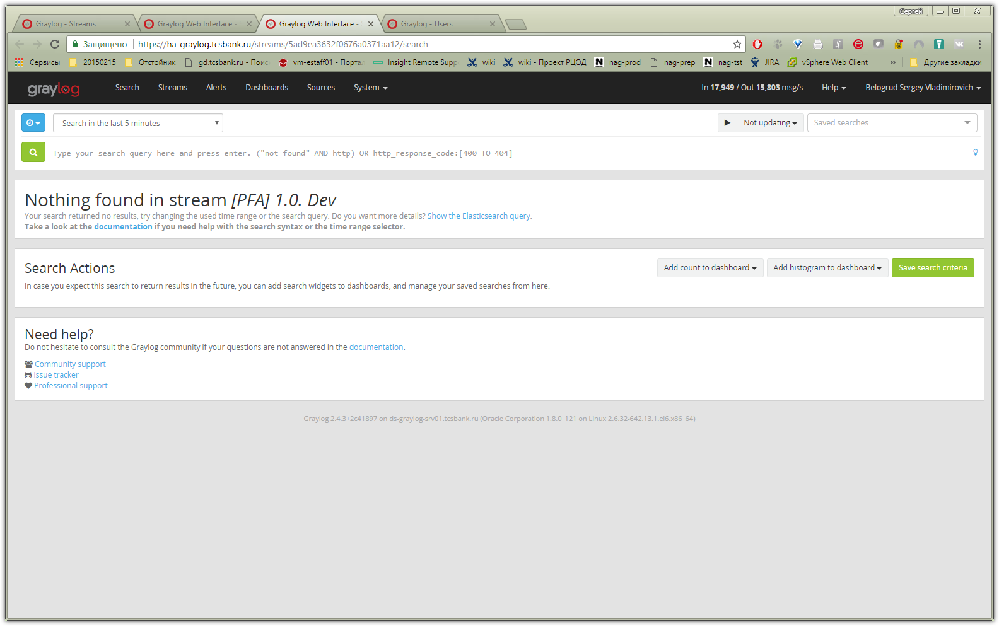 Сергей
Graylog - Streams
Graylog Web Interface -
Graylog Web Interface -
Graylog - Users
Защищено
https://ha-graylog.tcsbank.ru/streams/5ad9ea3632f0676a0371aa12/search
Сервисы
20150215
Отстойник
gd.tcsbank.ru - Поис
vm-estaff01 - Порта
Insight Remote Supp
wiki
wiki - Проект РЦОД
nag-prod
nag-prep
nag-tst
JIRA
vSphere Web Client
»
Другие закладки
graylog
Search
Streams
Alerts
Dashboards
Sources
System
In 17,949 / Out 15,803 msg/s
Help
Belogrud Sergey Vladimirovich
Search in the last 5 minutes
Not updating
Saved searches
Type your search query here and press enter. ("not found" AND http) OR http_response_code:[400 TO 404]
Nothing found in stream [PFA] 1.0. Dev
Your search returned no results, try changing the used time range or the search query. Do you want more details? Show the Elasticsearch query.
Take a look at the documentation if you need help with the search syntax or the time range selector.
Search Actions
Add count to dashboard
Add histogram to dashboard
Save search criteria
In case you expect this search to return results in the future, you can add search widgets to dashboards, and manage your saved searches from here.
Need help?
Do not hesitate to consult the Graylog community if your questions are not answered in the documentation.
Community support
Issue tracker
Professional support
Graylog 2.4.3+2c41897 on ds-graylog-srv01.tcsbank.ru (Oracle Corporation 1.8.0_121 on Linux 2.6.32-642.13.1.el6.x86_64)